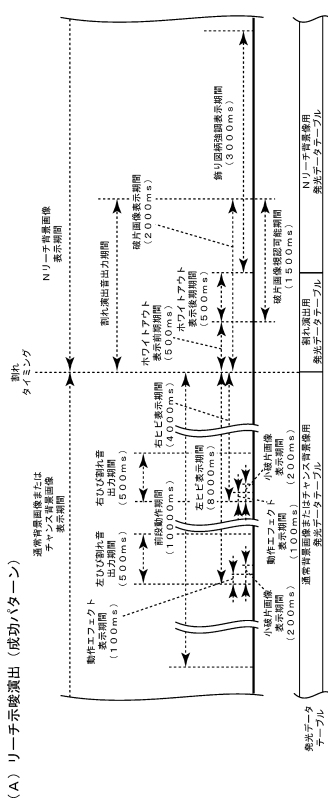 （A）リーチ示唆演出（成功パターン）
割れ
タイミング
通常背景画像または
チャンス背景画像
表示期間
Nリーチ背景画像
表示期間
割れ演出音出力期間
左ひび割れ音
出力期間
（500ms）
右ひび割れ音
出力期間
（500ms）
ホワイトアウト
表示前期期間
（500ms）
ホワイトアウト
表示後期期間
（500ms）
破片画像表示期間
（2000ms）
飾り図柄強調表示期間
（3000ms）
動作エフェクト
表示期間
（100ms）
前段動作期間
（10000ms）
右ヒビ表示期間
（4000ms）
左ヒビ表示期間
（8000ms）
小破片画像
表示期間
（200ms）
動作エフェクト
表示期間
（100ms）
小破片画像
表示期間
（200ms）
破片画像視認可能期間
（1500ms）
発光データ
テーブル
通常背景画像またはチャンス背景像用
発光データテーブル
割れ演出用
発光データテーブル
Nリーチ背景像用
発光データテーブル